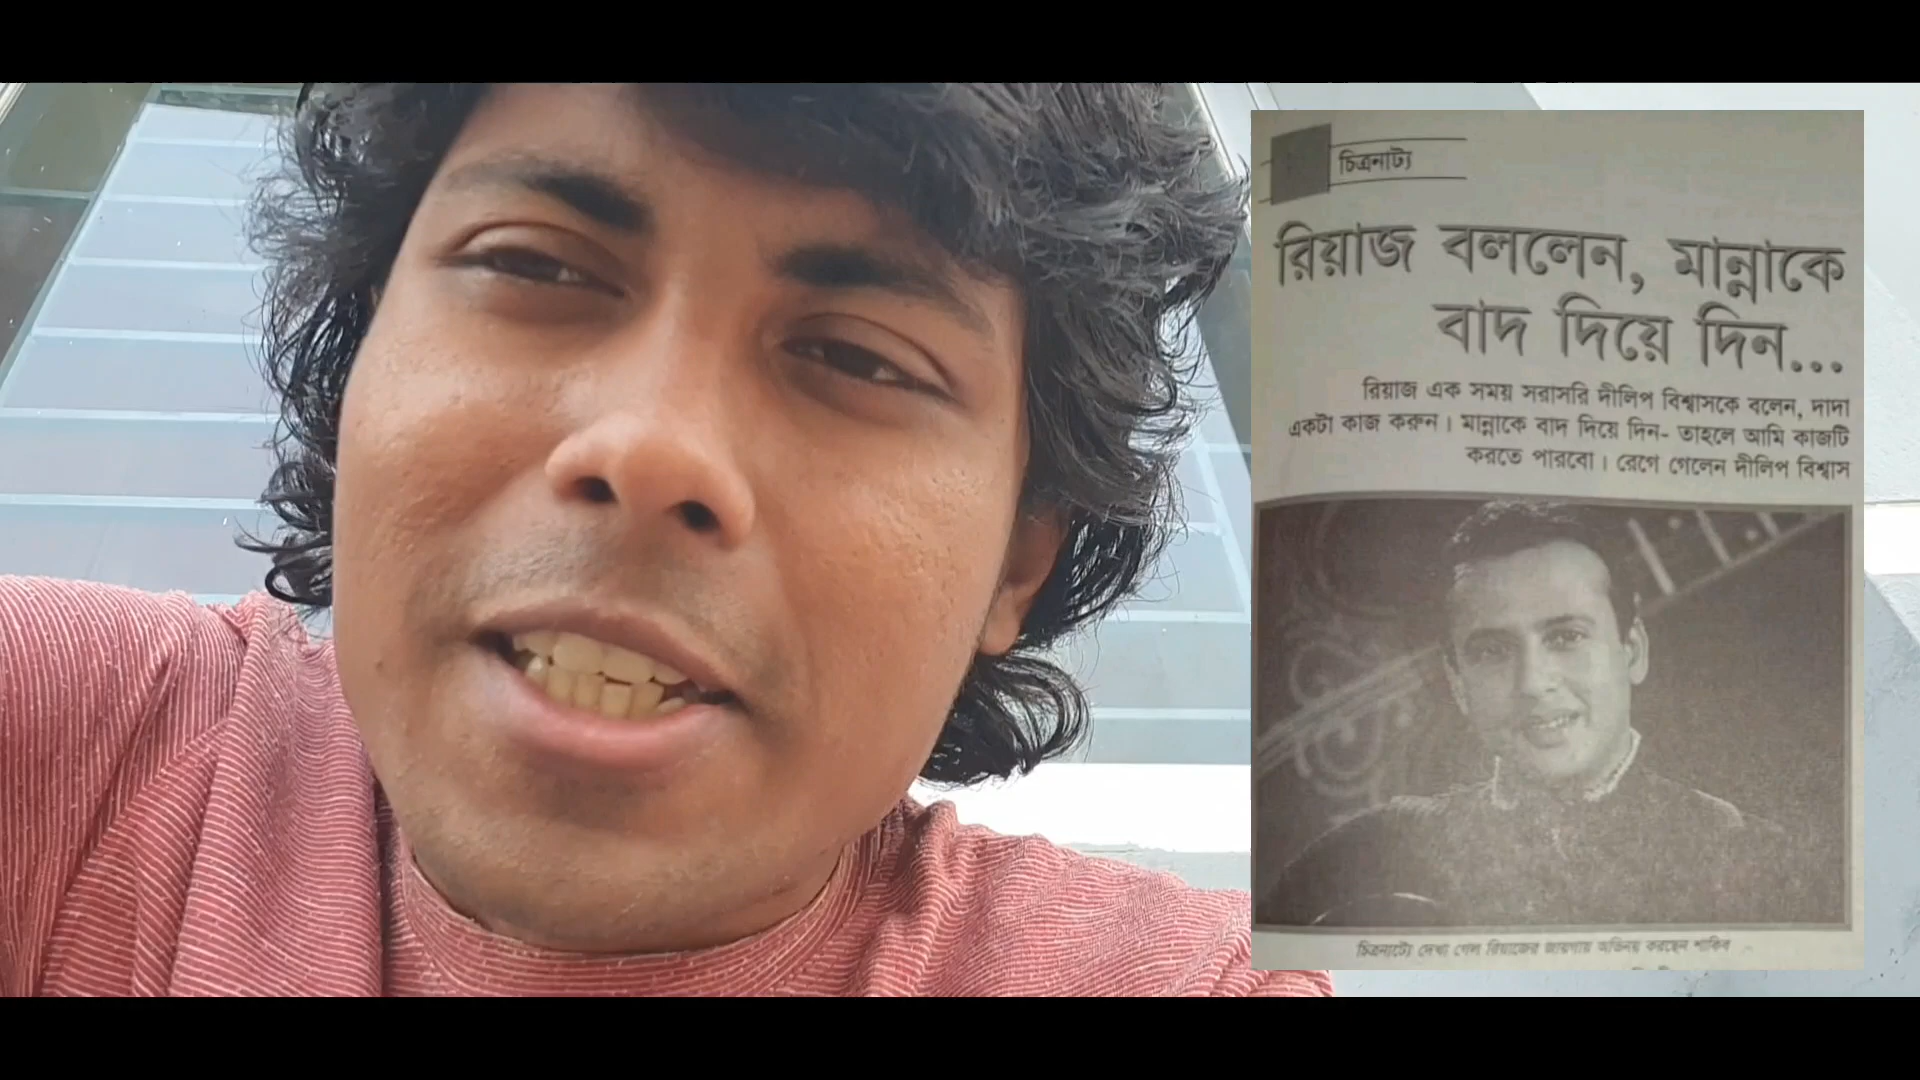 চিত্রনাট্য
রিয়াজ বললেন, মান্নাকে
বাদ দিয়ে দিন...
রিয়াজ এক সময় সরাসরি দীলিপ বিশ্বাসকে বলেন, দাদা
একটা কাজ করুন। মান্নাকে বাদ দিয়ে দিন- তাহলে আমি কাজটি
করতে পারবো। রেগে গেলেন দীলিপ বিশ্বাস
চিত্রনাট্যে দেখা গেল রিয়াজের জায়গায় অভিনয় করছেন শাকিব